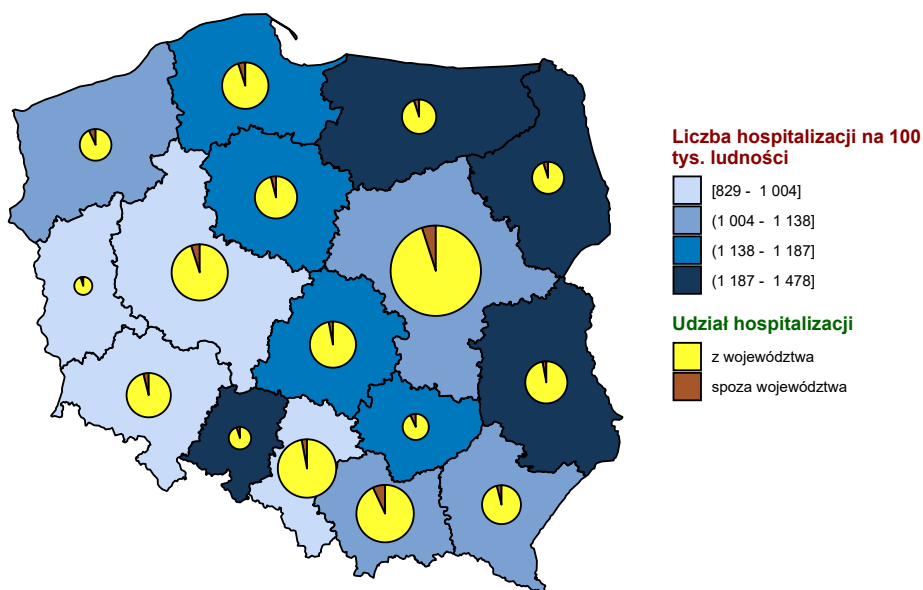 Liczba hospitalizacji na 100
tys. ludności
[829 - 1 004]
(1 004 - 1 138]
(1 138 - 1 187]
(1 187 - 1 478]
Udział hospitalizacji
z województwa
spoza województwa